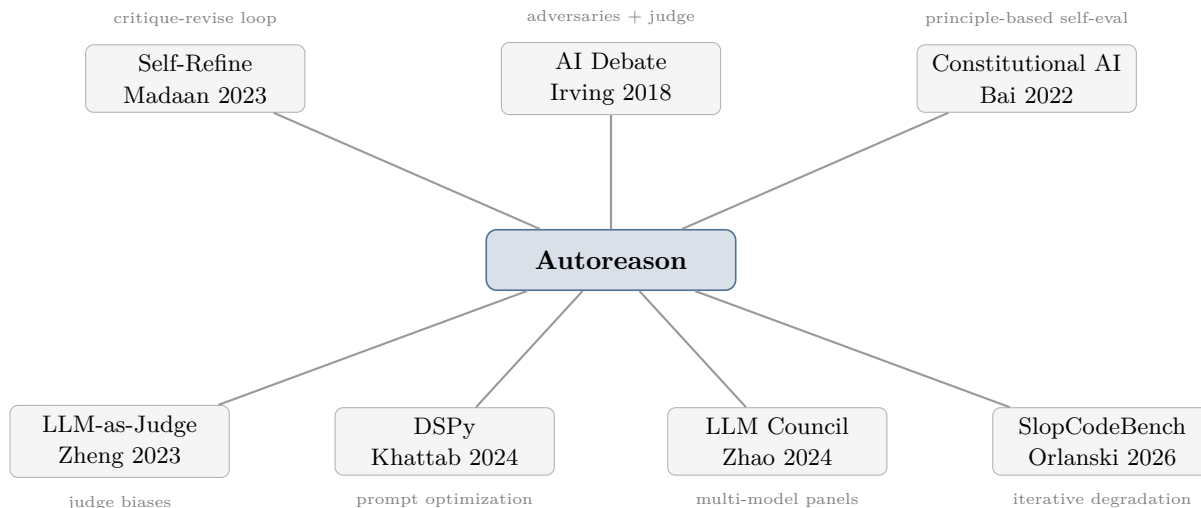 critique-revise loop
adversaries + judge
principle-based self-eval
Self-Refine
Madaan 2023
AI Debate
Irving 2018
Constitutional AI
Bai 2022
Autoreason
LLM-as-Judge
Zheng 2023
DSPy
Khattab 2024
LLM Council
Zhao 2024
SlopCodeBench
Orlanski 2026
judge biases
prompt optimization
multi-model panels
iterative degradation